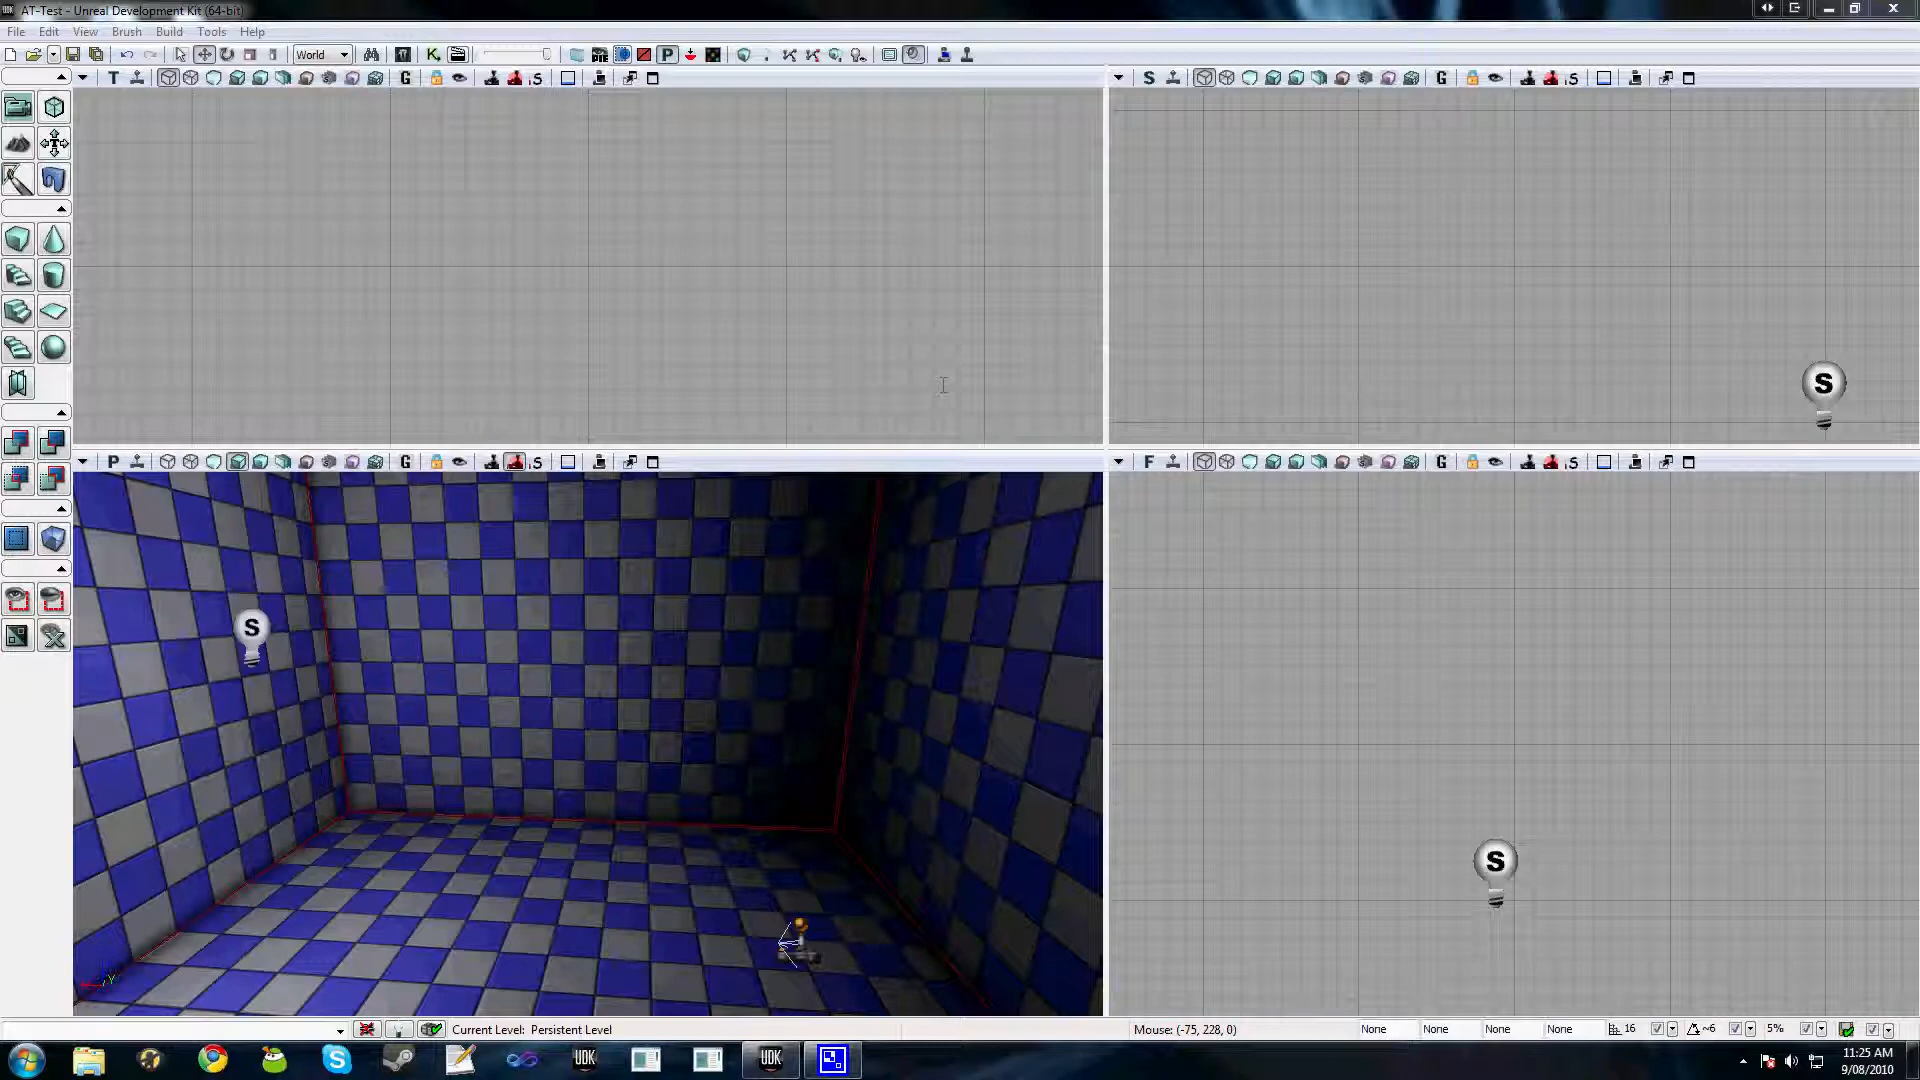 AT-Test - Unreal Development Kit (64-bit)
File Edit View Brush Build Tools Help
World
T G S
S G S
P G S
F G S
S
S
S
Y
Current Level: Persistent Level
Mouse: (-75, 228, 0)
None None None None
16 ~6 5%
UDK UDK
11:25 AM
9/08/2010